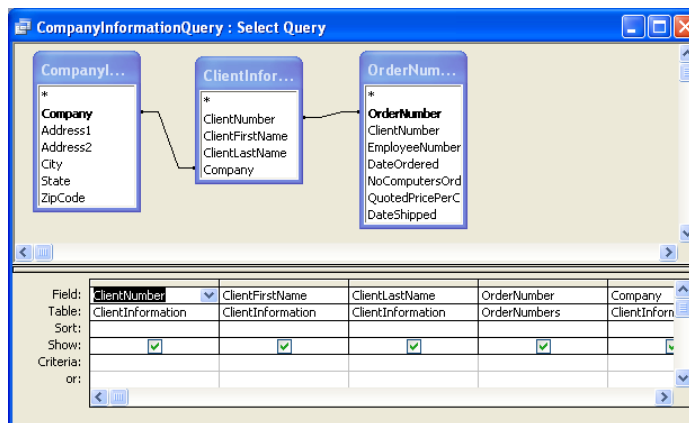 CompanyInformationQuery : Select Query
CompanyI...
*
Company
Address1
Address2
City
State
ZipCode
ClientInfor...
*
ClientNumber
ClientFirstName
ClientLastName
Company
OrderNum...
*
OrderNumber
ClientNumber
EmployeeNumber
DateOrdered
NoComputersOrd
QuotedPricePerC
DateShipped
Field: ClientNumber ClientFirstName ClientLastName OrderNumber Company
Table: ClientInformation ClientInformation ClientInformation OrderNumbers ClientInform
Sort:
Show:
Criteria:
or: